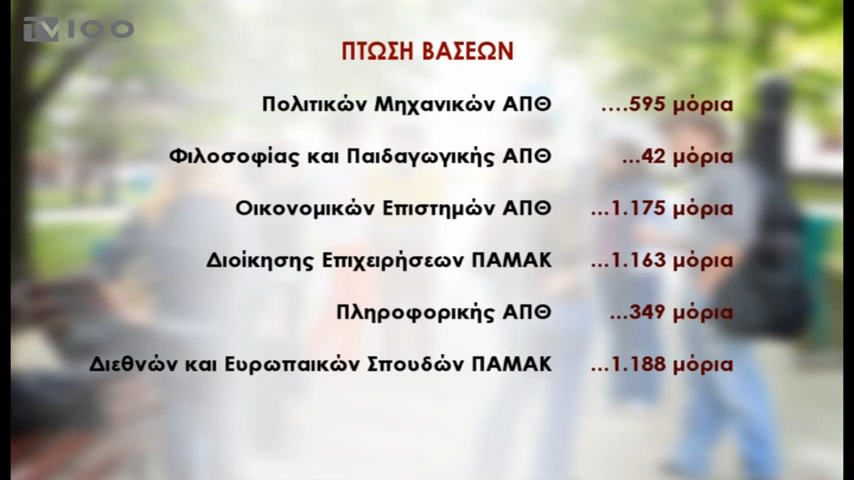 TV100
ΠΤΩΣΗ ΒΑΣΕΩΝ
Πολιτικών Μηχανικών ΑΠΘ ....595 μόρια
Φιλοσοφίας και Παιδαγωγικής ΑΠΘ ...42 μόρια
Οικονομικών Επιστημών ΑΠΘ ...1.175 μόρια
Διοίκησης Επιχειρήσεων ΠΑΜΑΚ ...1.163 μόρια
Πληροφορικής ΑΠΘ ...349 μόρια
Διεθνών και Ευρωπαικών Σπουδών ΠΑΜΑΚ ...1.188 μόρια